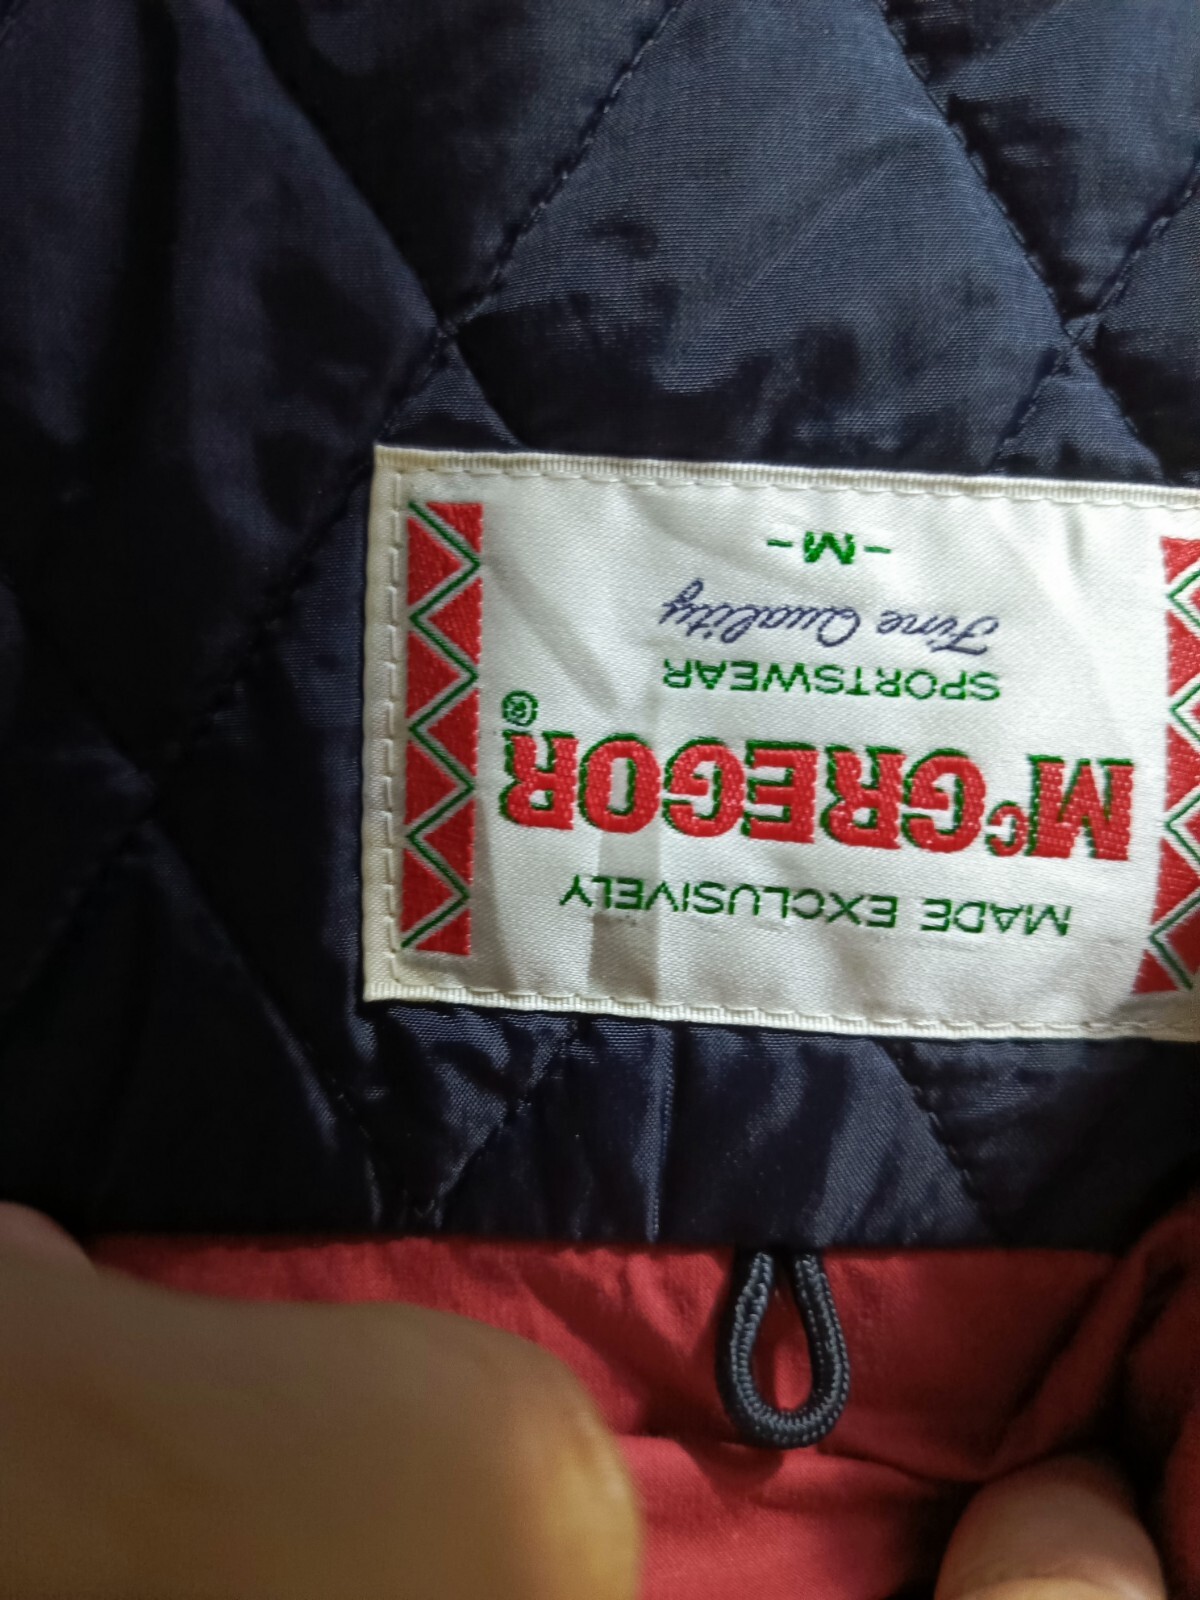 MADE EXCLUSIVELY
McGREGOR®
SPORTSWEAR
Fine Quality
-M-